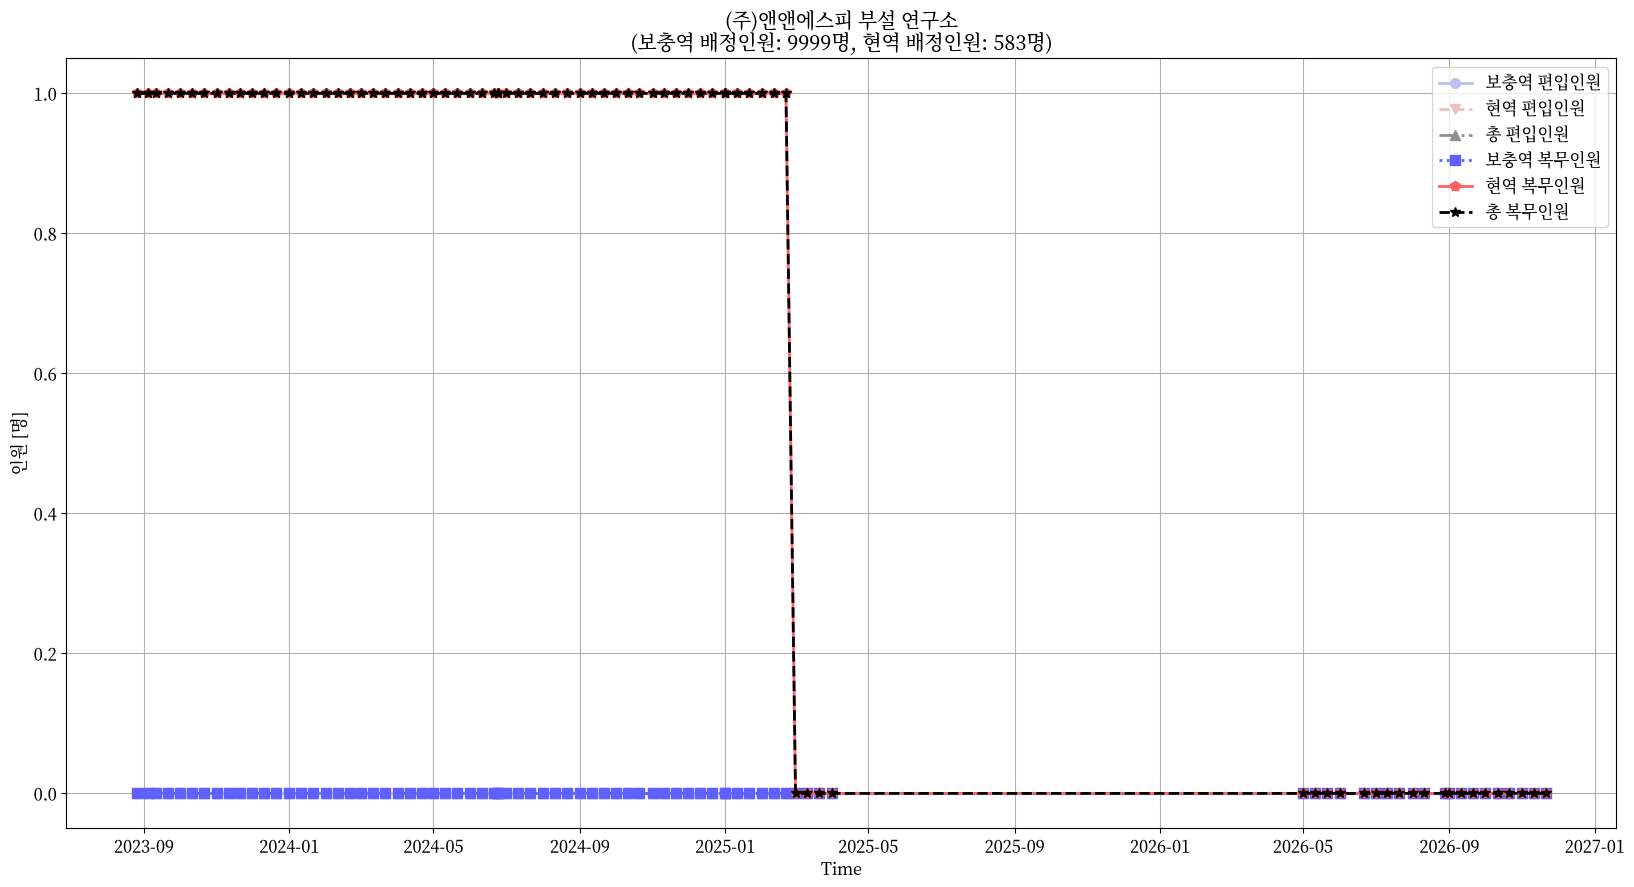 (주)앤앤에스피 부설 연구소
(보충역 배정인원: 9999명, 현역 배정인원: 583명)
보충역 편입인원
현역 편입인원
총 편입인원
보충역 복무인원
현역 복무인원
총 복무인원
인원 [명]
1.0
0.8
0.6
0.4
0.2
0.0
2023-09 2024-01 2024-05 2024-09 2025-01 2025-05 2025-09 2026-01 2026-05 2026-09 2027-01
Time